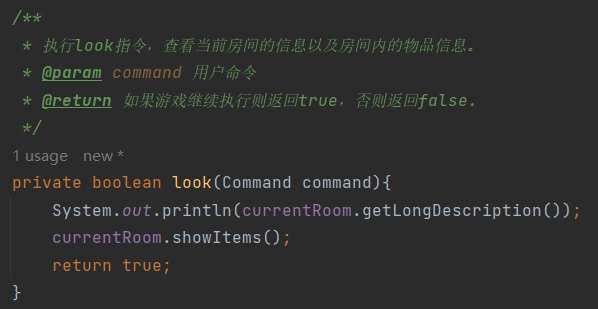 /**
 * 执行look指令，查看当前房间的信息以及房间内的物品信息。
 * @param command 用户命令
 * @return 如果游戏继续执行则返回true，否则返回false.
 */
1 usage   new *
private boolean look(Command command){
    System.out.println(currentRoom.getLongDescription());
    currentRoom.showItems();
    return true;
}